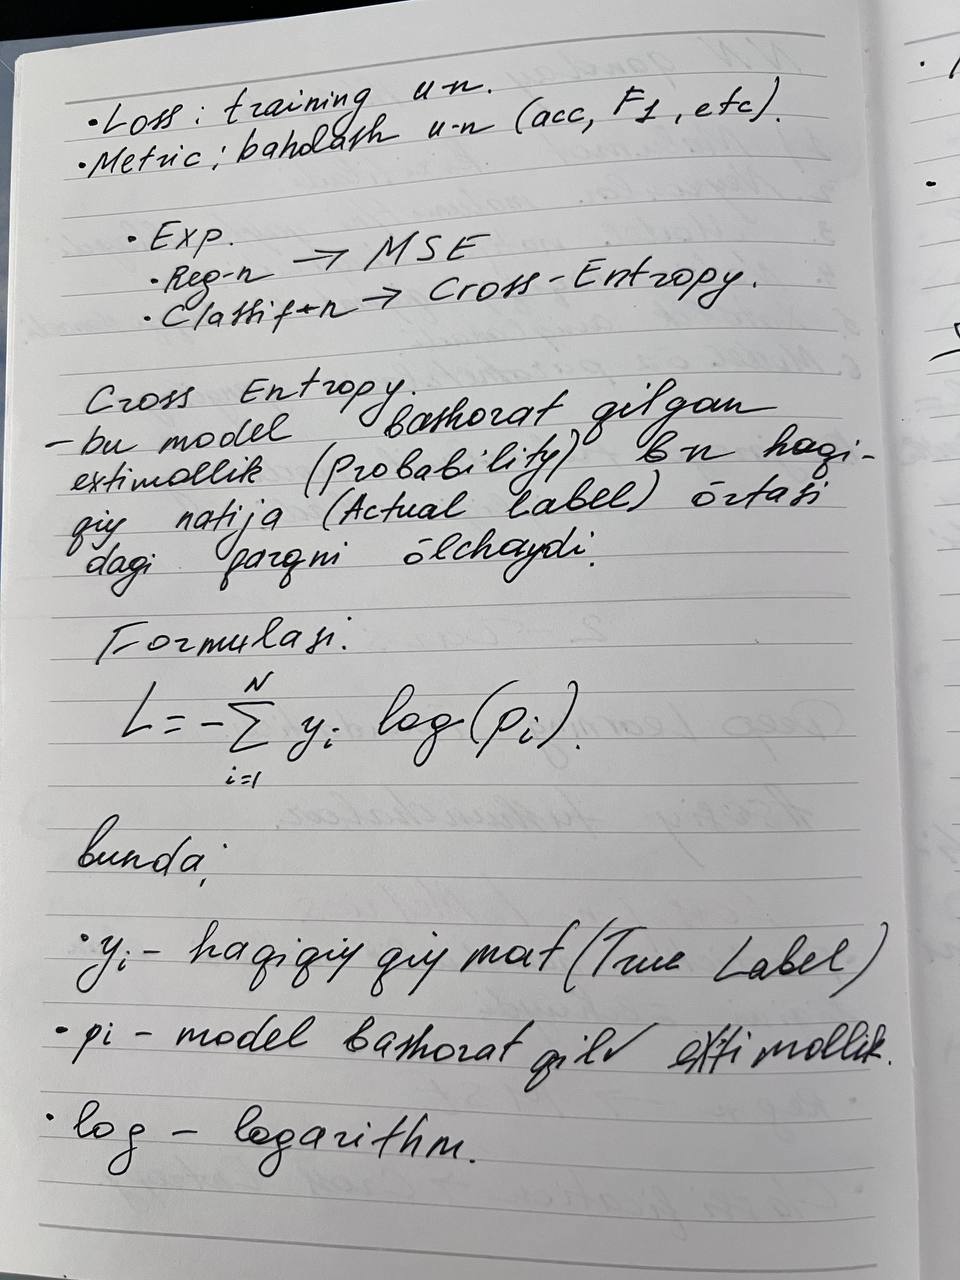 • Loss: training u-n.
• Metric: baholash u-n (acc, F1, etc).
• Exp.
• Reg-n → MSE
• Classif-n → Cross-Entropy.
Cross Entropy.
– bu model bashorat qilgan
extimollik (Probability) bn haqi-
qiy natija (Actual Label) o̅rtasi
dagi farqni o̅lchaydi.
Formulasi:
L = -∑ᵢ₌₁ᴺ yᵢ log(pᵢ).
bunda;
• yᵢ – haqiqiy qiymat (True Label)
• pi – model bashorat qil✓ extimollik.
• log – logarithm.